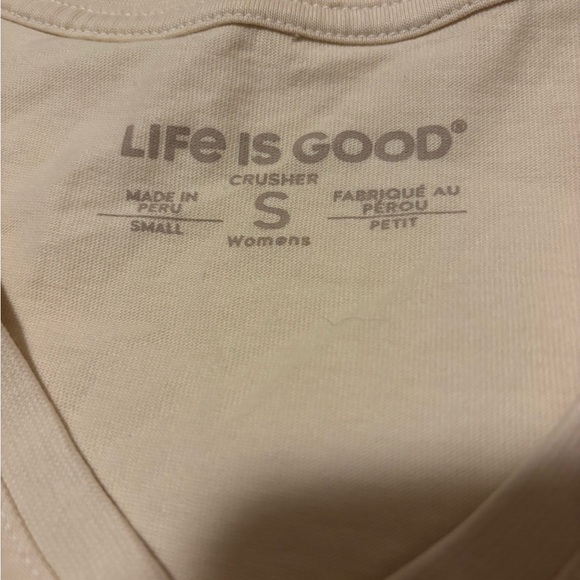 LIFe IS GOOD®
CRUSHER
MADE IN
PERU
SMALL
S
Womens
FABRIQUÉ AU
PÉROU
PETIT